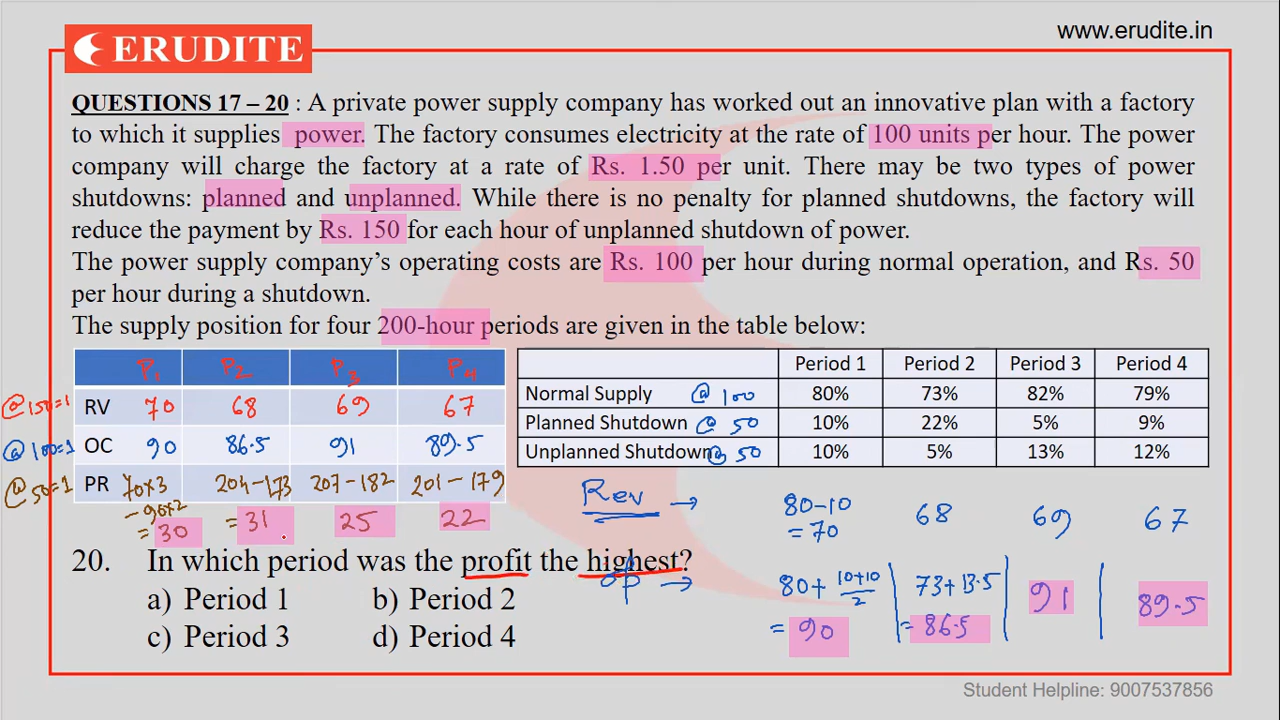 www.erudite.in
ERUDITE
QUESTIONS 17 – 20 : A private power supply company has worked out an innovative plan with a factory
to which it supplies power. The factory consumes electricity at the rate of 100 units per hour. The power
company will charge the factory at a rate of Rs. 1.50 per unit. There may be two types of power
shutdowns: planned and unplanned. While there is no penalty for planned shutdowns, the factory will
reduce the payment by Rs. 150 for each hour of unplanned shutdown of power.
The power supply company's operating costs are Rs. 100 per hour during normal operation, and Rs. 50
per hour during a shutdown.
The supply position for four 200-hour periods are given in the table below:
P1 P2 P3 P4
@150=1 RV 70 68 69 67
@100=1 OC 90 86.5 91 89.5
@50=1 PR 70×3 204-173 207-182 201-179
-90×2
= 30 = 31 25 22
Period 1 Period 2 Period 3 Period 4
Normal Supply @ 100 80% 73% 82% 79%
Planned Shutdown @ 50 10% 22% 5% 9%
Unplanned Shutdown @ 50 10% 5% 13% 12%
Rev → 80-10 68 69 67
= 70
20. In which period was the profit the highest?
a) Period 1 b) Period 2
c) Period 3 d) Period 4
op → 80+ 10+10/2 73+13.5 91 89.5
= 90 = 86.5
Student Helpline: 9007537856